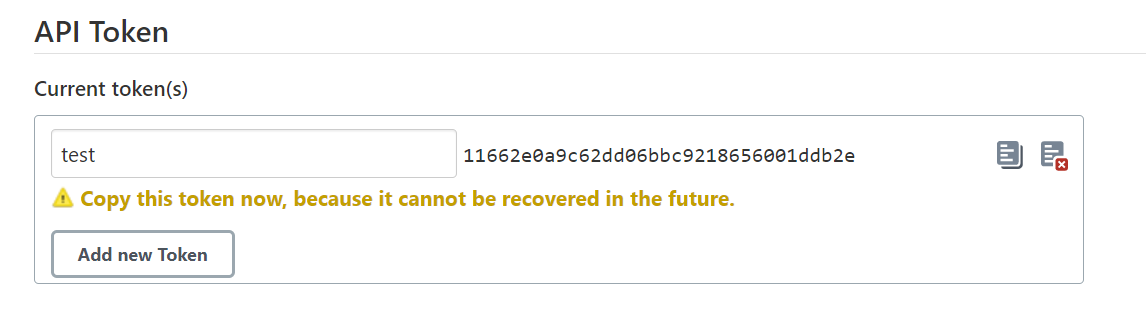 API Token
Current token(s)
test 11662e0a9c62dd06bbc9218656001ddb2e
Copy this token now, because it cannot be recovered in the future.
Add new Token